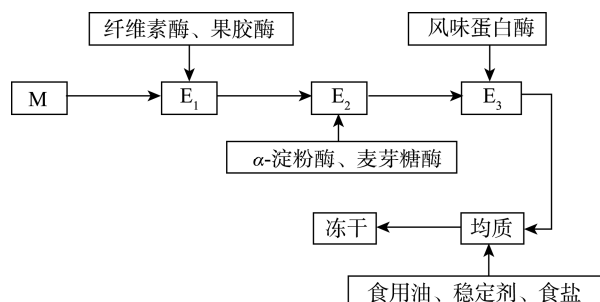 纤维素酶、果胶酶
风味蛋白酶
M
E1
E2
E3
α-淀粉酶、麦芽糖酶
冻干
均质
食用油、稳定剂、食盐